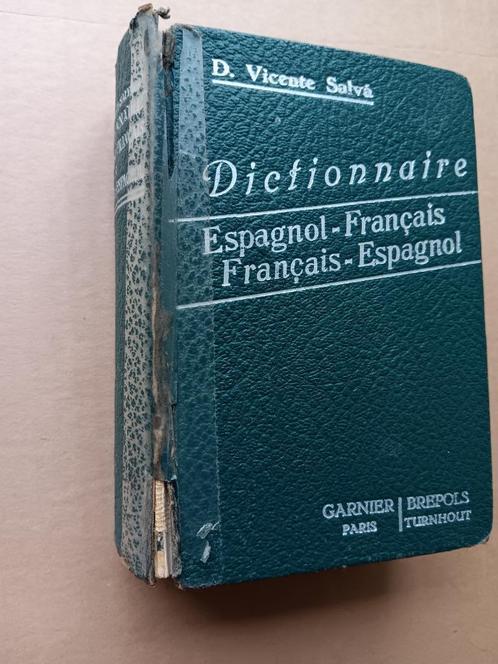 D. Vicente Salvá
Dictionnaire
Espagnol-Français
Français-Espagnol
GARNIER
PARIS
BREPOLS
TURNHOUT